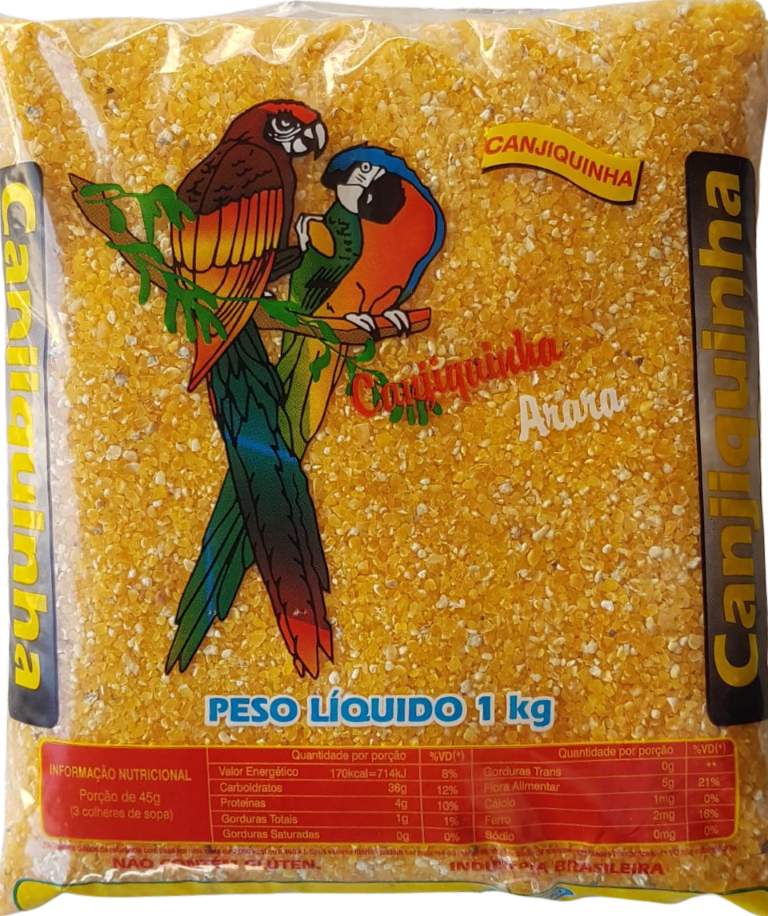 CANJIQUINHA
Canjiquinha
Canjiquinha
Canjiquinha
Arara
PESO LÍQUIDO 1 kg
INFORMAÇÃO NUTRICIONAL
Porção de 45g
(3 colheres de sopa)
Quantidade por porção %VD(*)
Valor Energético 170kcal=714kJ 8%
Carboidratos 36g 12%
Proteínas 4g 10%
Gorduras Totais 1g 1%
Gorduras Saturadas 0g 0%
Quantidade por porção %VD(*)
Gorduras Trans 0g **
Fibra Alimentar 5g 21%
Cálcio 1mg 0%
Ferro 2mg 16%
Sódio 0mg 0%
NÃO CONTÉM GLÚTEN. INDÚSTRIA BRASILEIRA